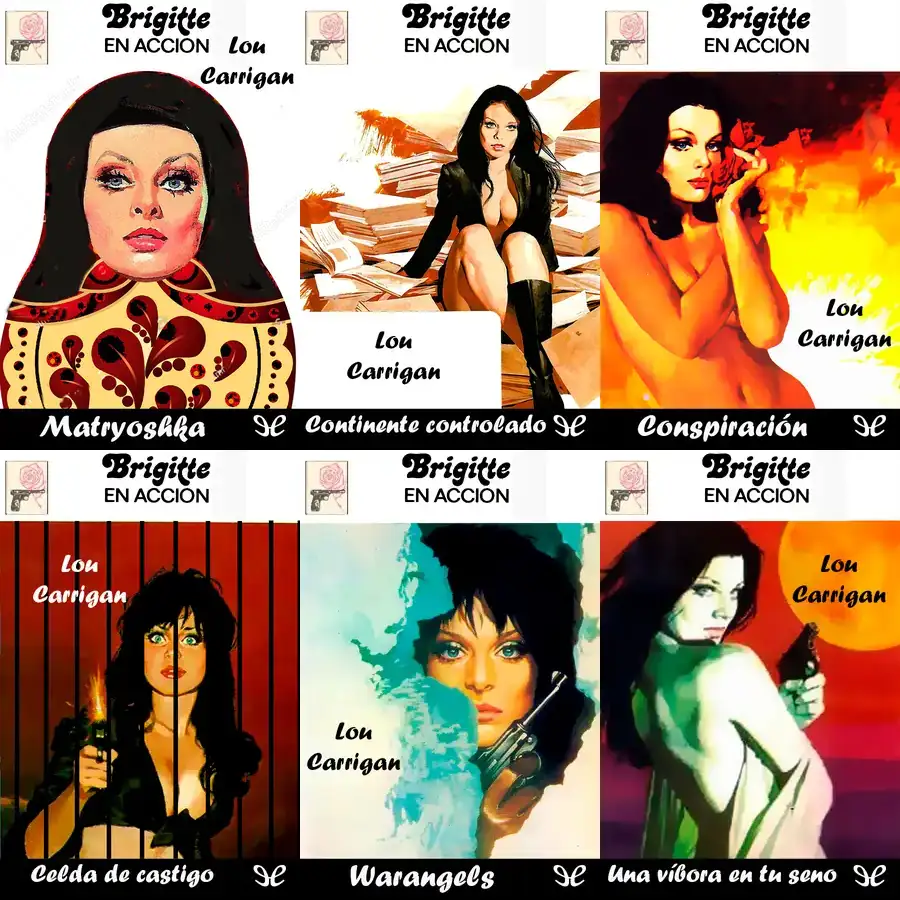 Brigitte
EN ACCION
Lou
Carrigan
Matryoshka
Brigitte
EN ACCION
Lou
Carrigan
Continente controlado
Brigitte
EN ACCION
Lou
Carrigan
Conspiración
Brigitte
EN ACCION
Lou
Carrigan
Celda de castigo
Brigitte
EN ACCION
Lou
Carrigan
Warangels
Brigitte
EN ACCION
Lou
Carrigan
Una víbora en tu seno